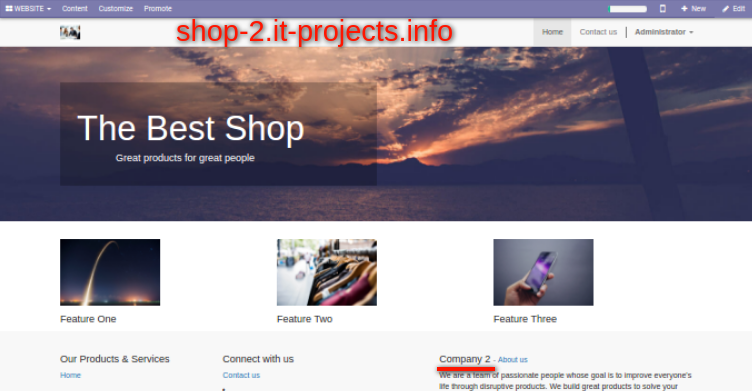 WEBSITE Content Customize Promote New Edit
shop-2.it-projects.info
Home Contact us Administrator
The Best Shop
Great products for great people
Feature One Feature Two Feature Three
Our Products & Services Connect with us Company 2 - About us
Home Contact us We are a team of passionate people whose goal is to improve everyone's
life through disruptive products. We build great products to solve your